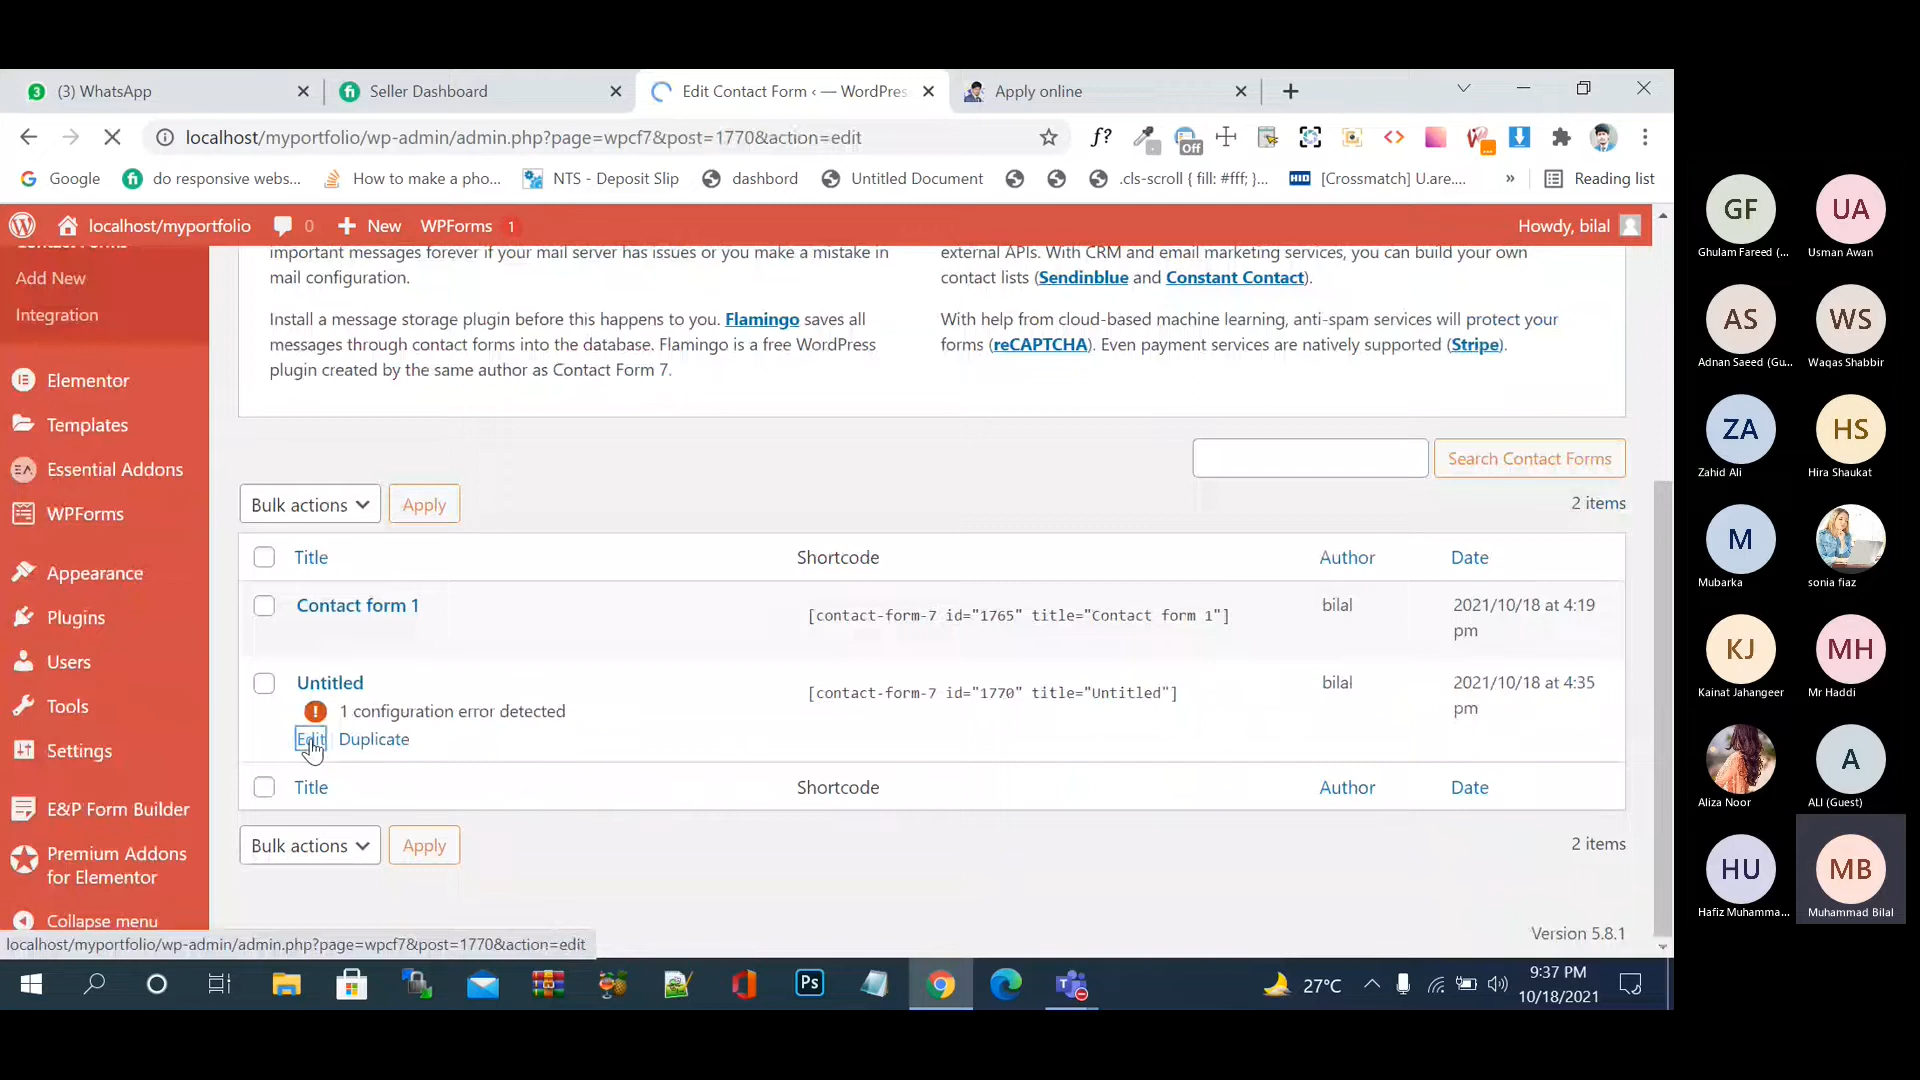 3 (3) WhatsApp
Seller Dashboard
Edit Contact Form ‹ — WordPres
Apply online
localhost/myportfolio/wp-admin/admin.php?page=wpcf7&post=1770&action=edit
f?
Off
Google
do responsive webs...
How to make a pho...
NTS - Deposit Slip
dashbord
Untitled Document
.cls-scroll { fill: #fff; }...
HID [Crossmatch] U.are....
»
Reading list
localhost/myportfolio
0
New
WPForms 1
Howdy, bilal
Contact Forms
Add New
Integration
Elementor
Templates
Essential Addons
WPForms
Appearance
Plugins
Users
Tools
Settings
E&P Form Builder
Premium Addons
for Elementor
Collapse menu
important messages forever if your mail server has issues or you make a mistake in
mail configuration.
Install a message storage plugin before this happens to you. Flamingo saves all
messages through contact forms into the database. Flamingo is a free WordPress
plugin created by the same author as Contact Form 7.
external APIs. With CRM and email marketing services, you can build your own
contact lists (Sendinblue and Constant Contact).
With help from cloud-based machine learning, anti-spam services will protect your
forms (reCAPTCHA). Even payment services are natively supported (Stripe).
Search Contact Forms
Bulk actions
Apply
2 items
Title Shortcode Author Date
Contact form 1 [contact-form-7 id="1765" title="Contact form 1"] bilal 2021/10/18 at 4:19
pm
Untitled [contact-form-7 id="1770" title="Untitled"] bilal 2021/10/18 at 4:35
pm
1 configuration error detected
Edit Duplicate
Title Shortcode Author Date
Bulk actions
Apply
2 items
Version 5.8.1
localhost/myportfolio/wp-admin/admin.php?page=wpcf7&post=1770&action=edit
Ps
27°C
9:37 PM
10/18/2021
GF
Ghulam Fareed (...
UA
Usman Awan
AS
Adnan Saeed (Gu...
WS
Waqas Shabbir
ZA
Zahid Ali
HS
Hira Shaukat
M
Mubarka
sonia fiaz
KJ
Kainat Jahangeer
MH
Mr Haddi
Aliza Noor
A
ALI (Guest)
HU
Hafiz Muhamma...
MB
Muhammad Bilal